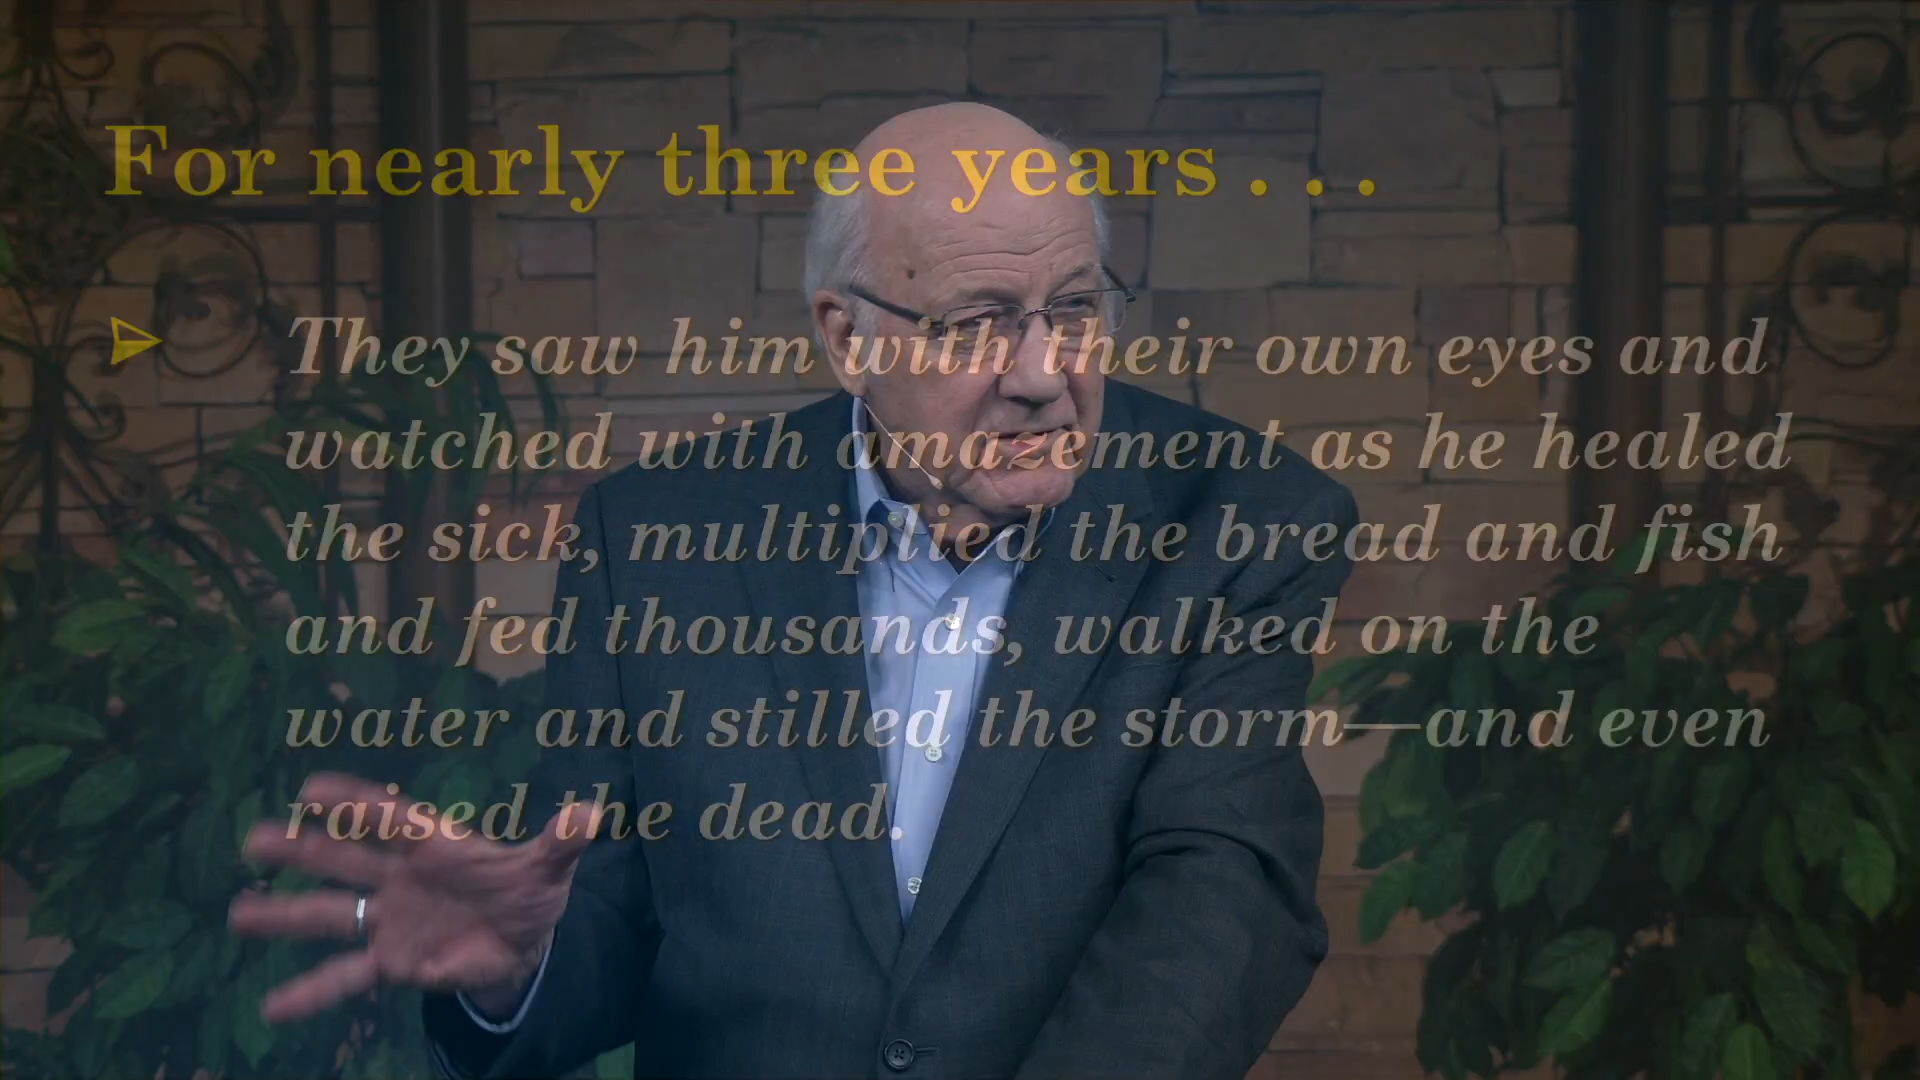 For nearly three years . . .
They saw him with their own eyes and
watched with amazement as he healed
the sick, multiplied the bread and fish
and fed thousands, walked on the
water and stilled the storm—and even
raised the dead.